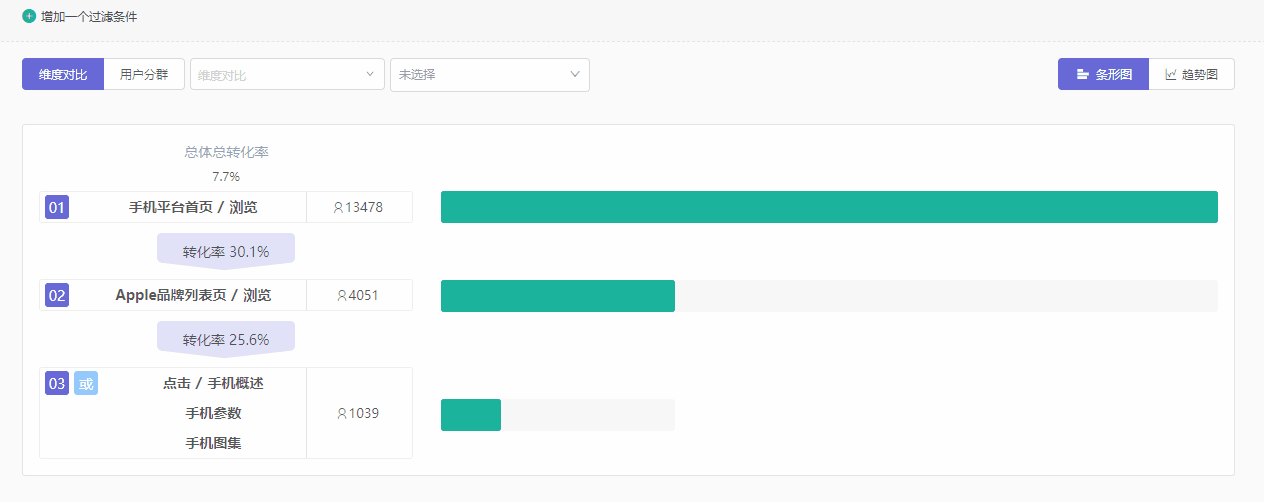 增加一个过滤条件
维度对比 用户分群 维度对比 未选择 条形图 趋势图
总体总转化率
7.7%
01 手机平台首页 / 浏览 13478
转化率 30.1%
02 Apple品牌列表页 / 浏览 4051
转化率 25.6%
03 或 点击 / 手机概述
手机参数 1039
手机图集